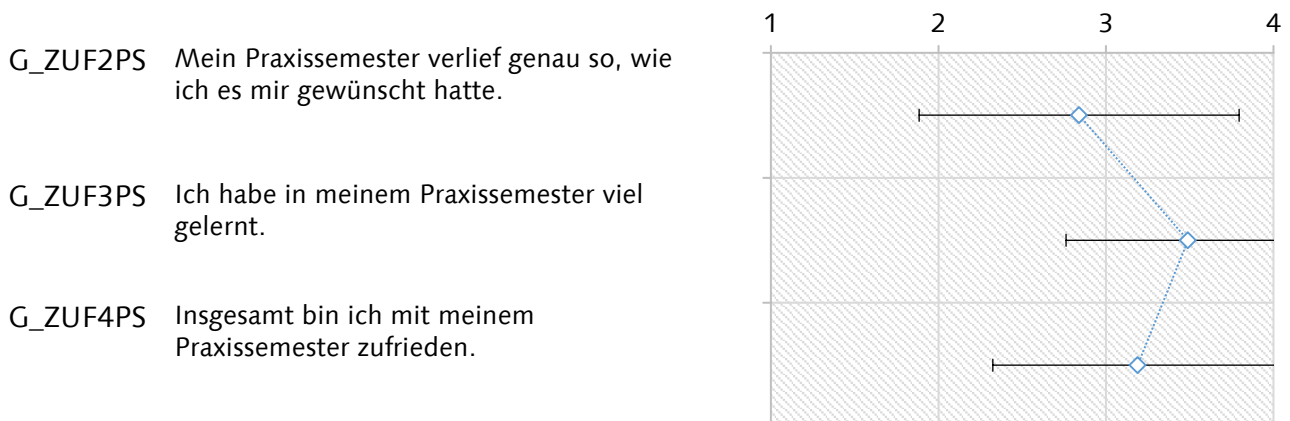 1 2 3 4
G_ZUF2PS Mein Praxissemester verlief genau so, wie
ich es mir gewünscht hatte.
G_ZUF3PS Ich habe in meinem Praxissemester viel
gelernt.
G_ZUF4PS Insgesamt bin ich mit meinem
Praxissemester zufrieden.